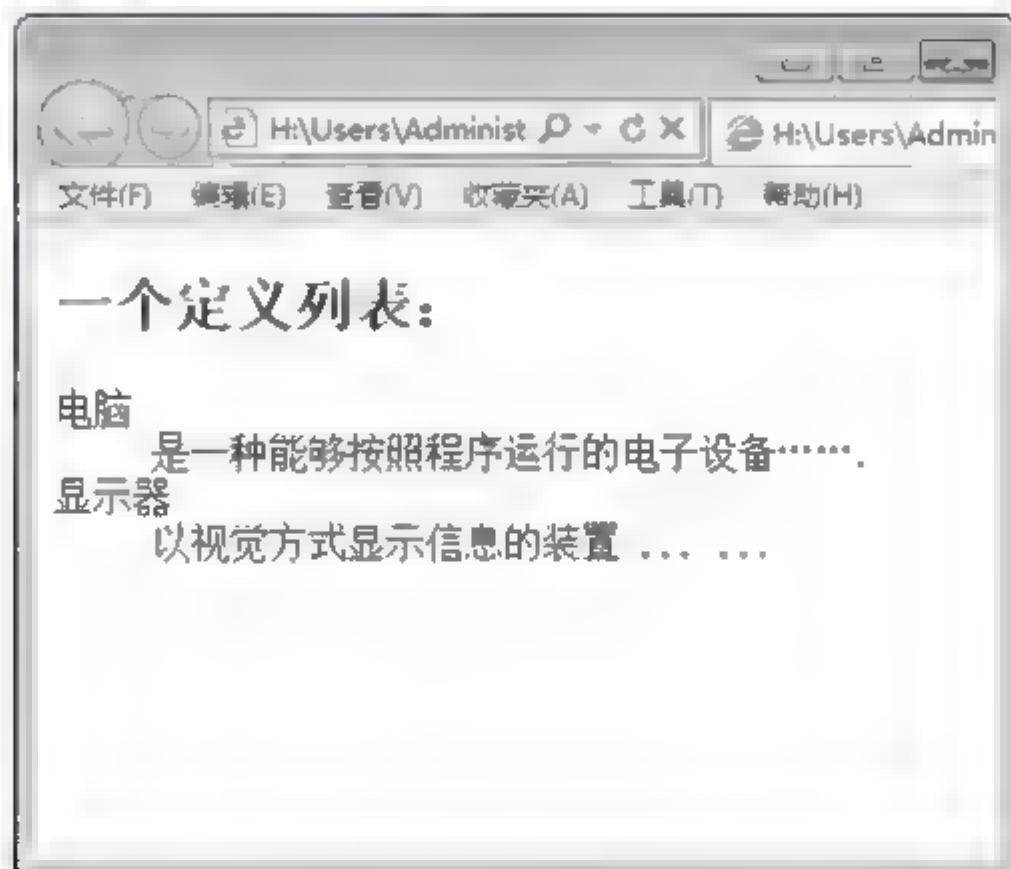 H:\Users\Administ
H:\Users\Admin
文件(F) 编辑(E) 查看(V) 收藏夹(A) 工具(T) 帮助(H)
一个定义列表：
电脑
是一种能够按照程序运行的电子设备…….
显示器
以视觉方式显示信息的装置 ... ...